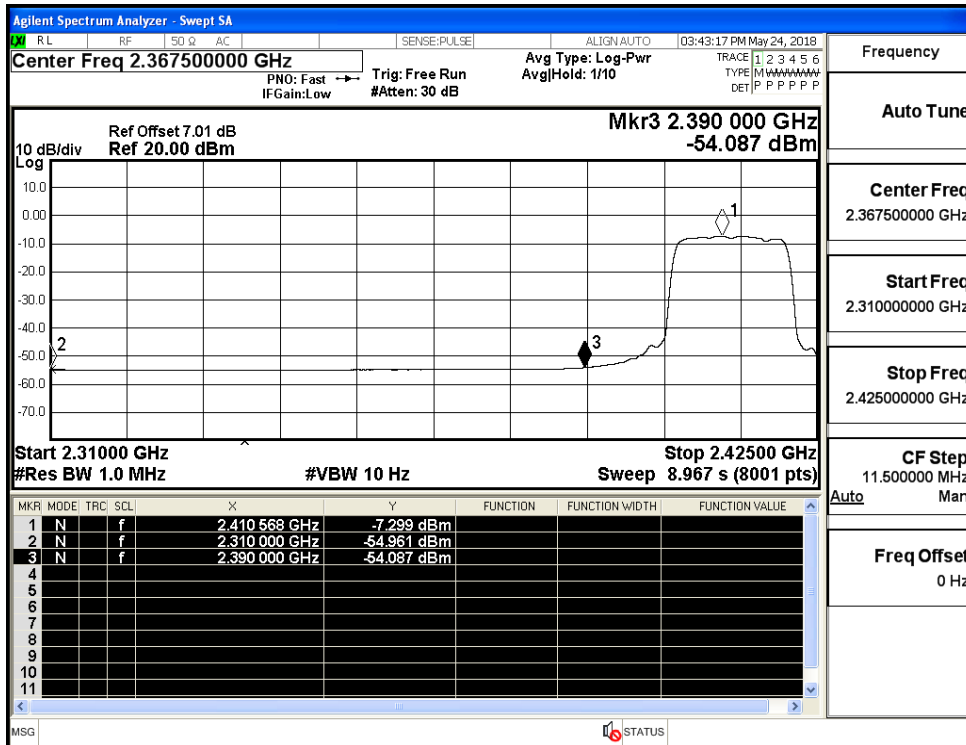 Agilent Spectrum Analyzer - Swept SA
LXI RL RF 50 Ω AC SENSE:PULSE ALIGN AUTO 03:43:17 PM May 24, 2018
Center Freq 2.367500000 GHz
PNO: Fast
IFGain:Low
Trig: Free Run
#Atten: 30 dB
Avg Type: Log-Pwr
Avg|Hold: 1/10
TRACE 1 2 3 4 5 6
TYPE M WWWWW
DET P P P P P P
Ref Offset 7.01 dB
10 dB/div Ref 20.00 dBm
Log
Mkr3 2.390 000 GHz
-54.087 dBm
10.0
0.00
-10.0
-20.0
-30.0
-40.0
-50.0
-60.0
-70.0
1
2
3
Start 2.31000 GHz Stop 2.42500 GHz
#Res BW 1.0 MHz #VBW 10 Hz Sweep 8.967 s (8001 pts)
MKR MODE TRC SCL X Y FUNCTION FUNCTION WIDTH FUNCTION VALUE
1 N f 2.410 568 GHz -7.299 dBm
2 N f 2.310 000 GHz -54.961 dBm
3 N f 2.390 000 GHz -54.087 dBm
4
5
6
7
8
9
10
11
MSG STATUS
Frequency
Auto Tune
Center Freq
2.367500000 GHz
Start Freq
2.310000000 GHz
Stop Freq
2.425000000 GHz
CF Step
11.500000 MHz
Auto Man
Freq Offset
0 Hz